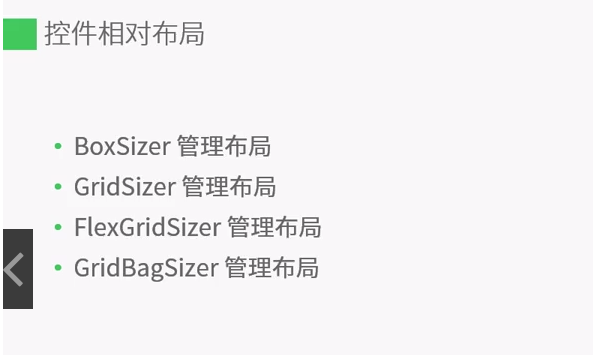 控件相对布局
BoxSizer 管理布局
GridSizer 管理布局
FlexGridSizer 管理布局
GridBagSizer 管理布局